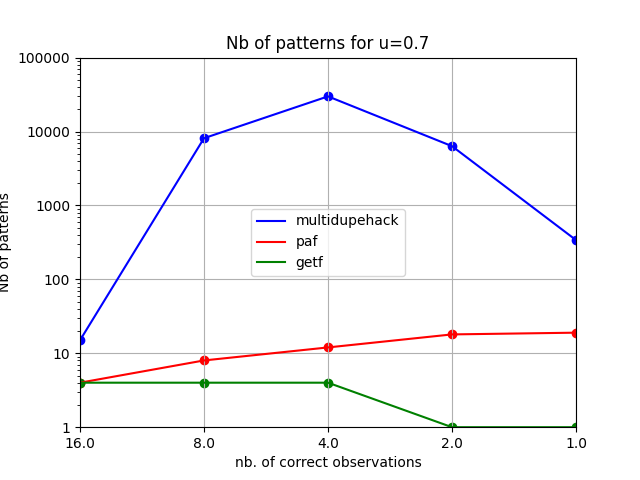 Nb of patterns for u=0.7
Nb of patterns
100000
10000
1000
100
10
1
multidupehack
paf
getf
16.0 8.0 4.0 2.0 1.0
nb. of correct observations